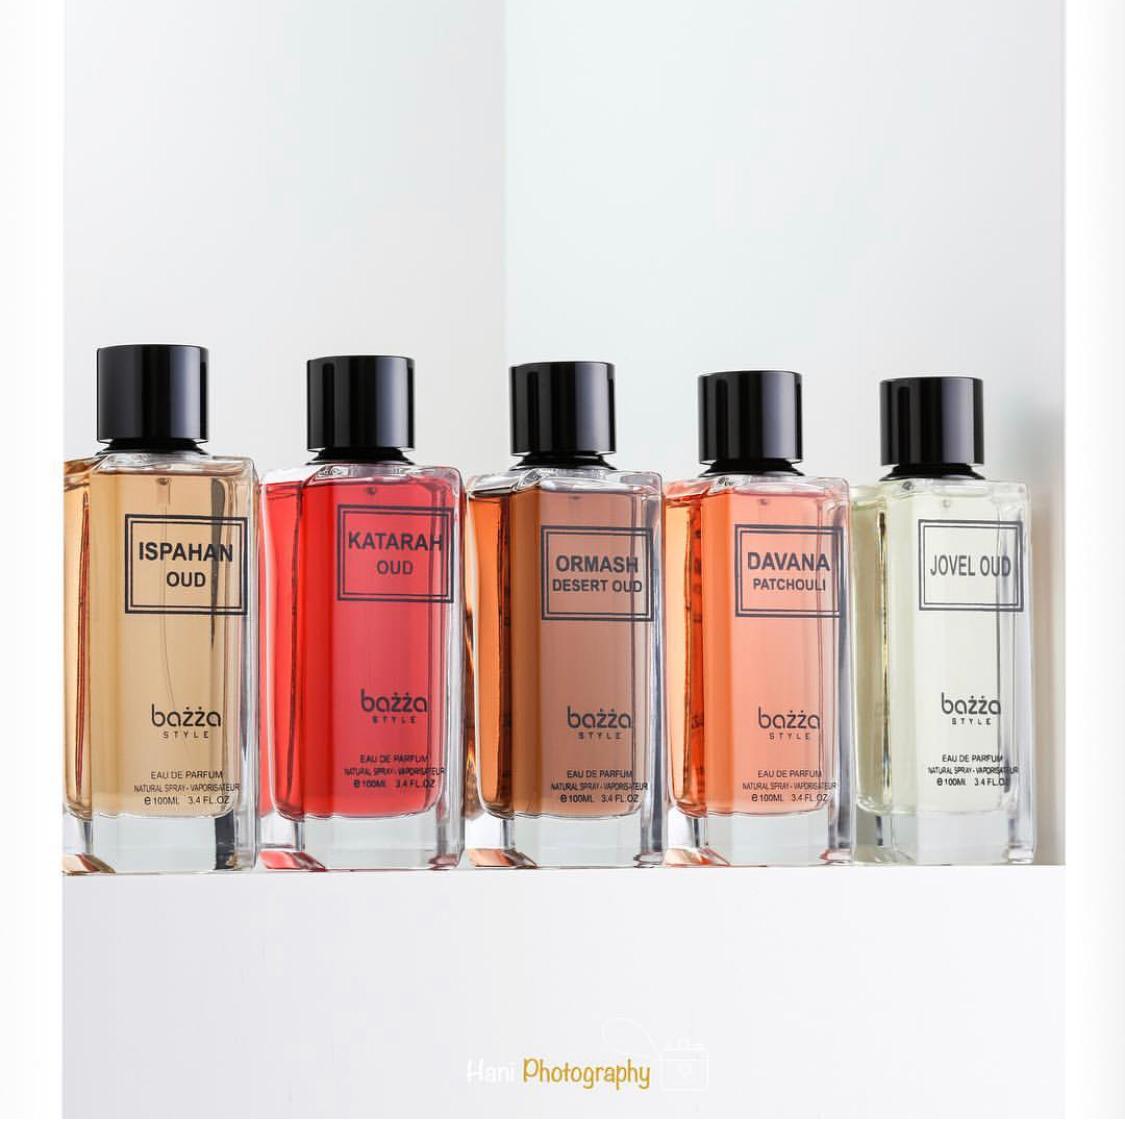 ISPAHAN
OUD
bażża
STYLE
EAU DE PARFUM
NATURAL SPRAY - VAPORISATEUR
℮ 100ML 3.4 FL.OZ
KATARAH
OUD
bażża
STYLE
EAU DE PARFUM
NATURAL SPRAY - VAPORISATEUR
℮ 100ML 3.4 FL.OZ
ORMASH
DESERT OUD
bażża
STYLE
EAU DE PARFUM
NATURAL SPRAY - VAPORISATEUR
℮ 100ML 3.4 FL.OZ
DAVANA
PATCHOULI
bażża
STYLE
EAU DE PARFUM
NATURAL SPRAY - VAPORISATEUR
℮ 100ML 3.4 FL.OZ
JOVEL OUD
bażża
STYLE
EAU DE PARFUM
NATURAL SPRAY - VAPORISATEUR
℮ 100ML 3.4 FL.OZ
Hani Photography